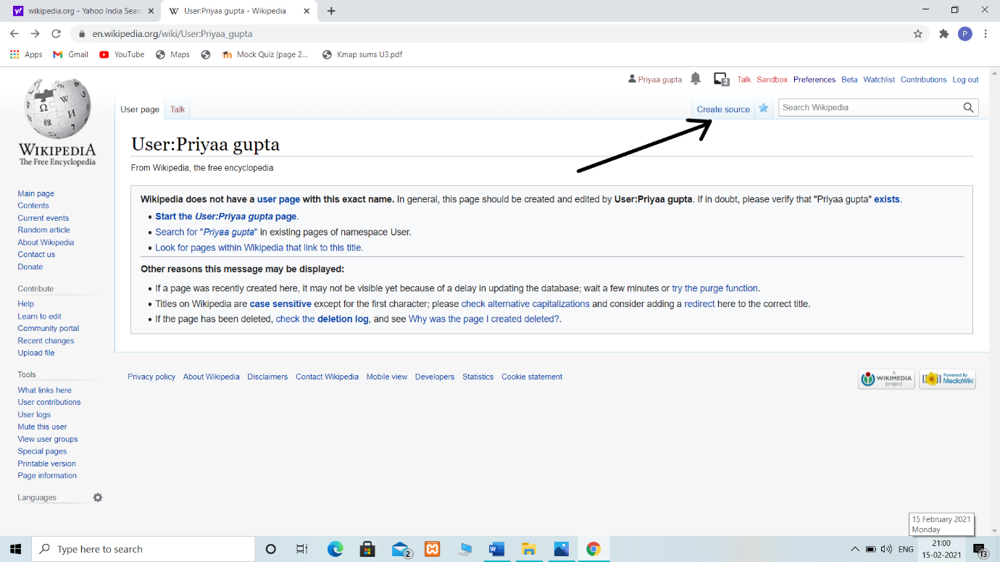 wikipedia.org - Yahoo India Searc
User:Priyaa gupta - Wikipedia
en.wikipedia.org/wiki/User:Priyaa_gupta
P
Apps
Gmail
YouTube
Maps
Mock Quiz (page 2...
Kmap sums U3.pdf
Priyaa gupta
2
Talk
Sandbox
Preferences
Beta
Watchlist
Contributions
Log out
User page
Talk
Create source
Search Wikipedia
WIKIPEDIA
The Free Encyclopedia
User:Priyaa gupta
From Wikipedia, the free encyclopedia
Wikipedia does not have a user page with this exact name. In general, this page should be created and edited by User:Priyaa gupta. If in doubt, please verify that "Priyaa gupta" exists.
• Start the User:Priyaa gupta page.
• Search for "Priyaa gupta" in existing pages of namespace User.
• Look for pages within Wikipedia that link to this title.
Other reasons this message may be displayed:
• If a page was recently created here, it may not be visible yet because of a delay in updating the database; wait a few minutes or try the purge function.
• Titles on Wikipedia are case sensitive except for the first character; please check alternative capitalizations and consider adding a redirect here to the correct title.
• If the page has been deleted, check the deletion log, and see Why was the page I created deleted?.
Main page
Contents
Current events
Random article
About Wikipedia
Contact us
Donate
Contribute
Help
Learn to edit
Community portal
Recent changes
Upload file
Tools
What links here
User contributions
User logs
Mute this user
View user groups
Special pages
Printable version
Page information
Languages
Privacy policy
About Wikipedia
Disclaimers
Contact Wikipedia
Mobile view
Developers
Statistics
Cookie statement
WIKIMEDIA
project
Powered By
MediaWiki
15 February 2021
Monday
Type here to search
2
ENG
21:00
15-02-2021
13